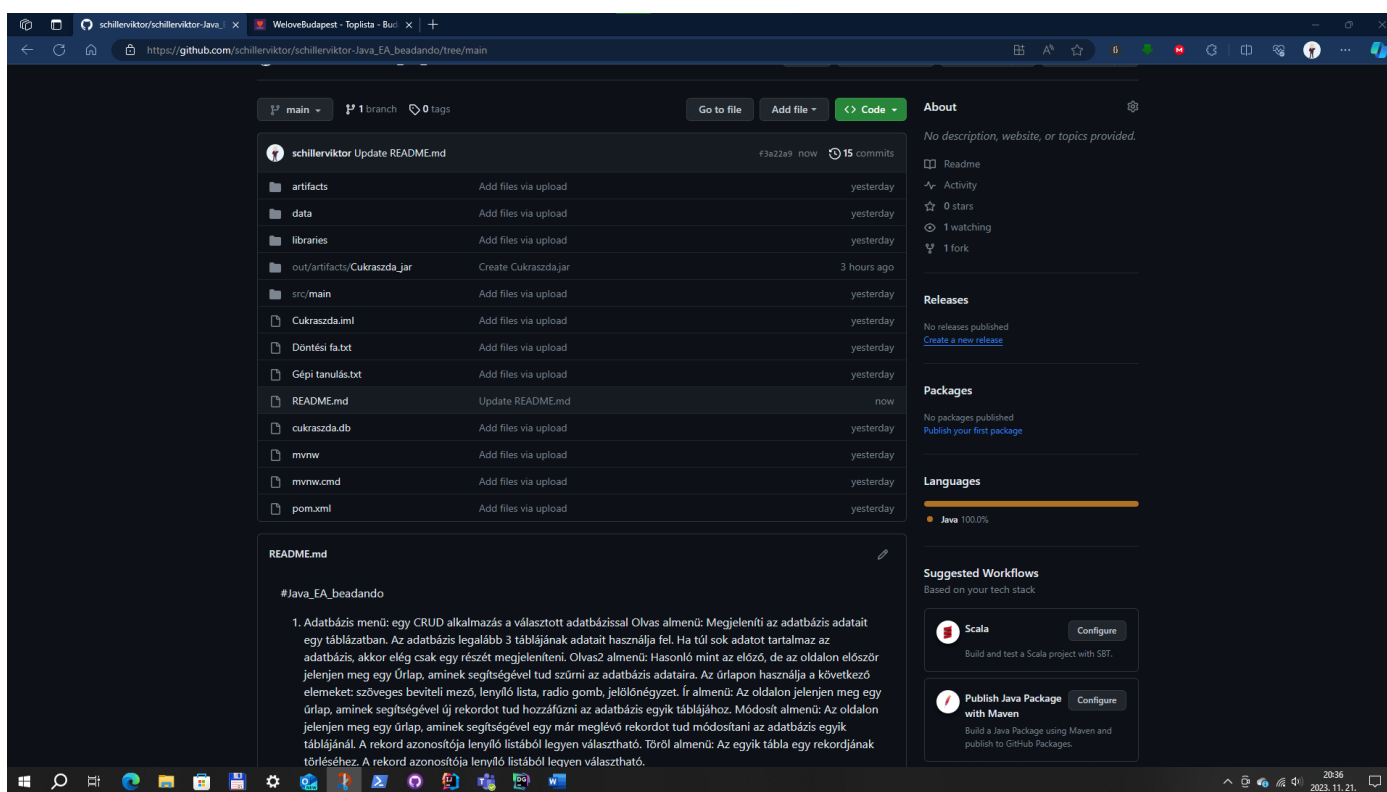 schillerviktor/schillerviktor-Java_E
WeloveBudapest - Toplista - Bud
https://github.com/schillerviktor/schillerviktor-Java_EA_beadando/tree/main
main
1 branch
0 tags
Go to file
Add file
Code
schillerviktor Update README.md
f3a22a9 now
15 commits
artifacts Add files via upload yesterday
data Add files via upload yesterday
libraries Add files via upload yesterday
out/artifacts/Cukraszda_jar Create Cukraszda.jar 3 hours ago
src/main Add files via upload yesterday
Cukraszda.iml Add files via upload yesterday
Döntési fa.txt Add files via upload yesterday
Gépi tanulás.txt Add files via upload yesterday
README.md Update README.md now
cukraszda.db Add files via upload yesterday
mvnw Add files via upload yesterday
mvnw.cmd Add files via upload yesterday
pom.xml Add files via upload yesterday
README.md
#Java_EA_beadando
1. Adatbázis menü: egy CRUD alkalmazás a választott adatbázissal Olvas almenü: Megjeleníti az adatbázis adatait
egy táblázatban. Az adatbázis legalább 3 táblájának adatait használja fel. Ha túl sok adatot tartalmaz az
adatbázis, akkor elég csak egy részét megjeleníteni. Olvas2 almenü: Hasonló mint az előző, de az oldalon először
jelenjen meg egy Űrlap, aminek segítségével tud szűrni az adatbázis adataira. Az űrlapon használja a következő
elemeket: szöveges beviteli mező, lenyíló lista, radio gomb, jelölőnégyzet. Ír almenü: Az oldalon jelenjen meg egy
űrlap, aminek segítségével új rekordot tud hozzáfűzni az adatbázis egyik táblájához. Módosít almenü: Az oldalon
jelenjen meg egy űrlap, aminek segítségével egy már meglévő rekordot tud módosítani az adatbázis egyik
táblájánál. A rekord azonosítója lenyíló listából legyen választható. Töröl almenü: Az egyik tábla egy rekordjának
törléséhez. A rekord azonosítója lenyíló listából legyen választható.
About
No description, website, or topics provided.
Readme
Activity
0 stars
1 watching
1 fork
Releases
No releases published
Create a new release
Packages
No packages published
Publish your first package
Languages
Java 100.0%
Suggested Workflows
Based on your tech stack
Scala
Configure
Build and test a Scala project with SBT.
Publish Java Package
with Maven
Configure
Build a Java Package using Maven and
publish to GitHub Packages.
20:36
2023. 11. 21.